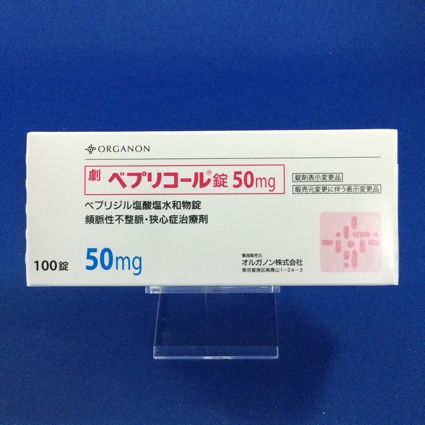 ORGANON
劇 ベプリコール®錠 50mg
錠剤表示変更品
販売元変更に伴う表示変更品
ベプリジル塩酸塩水和物錠
頻脈性不整脈・狭心症治療剤
100錠 50mg
製造販売元
オルガノン株式会社
東京都港区南青山1-24-3